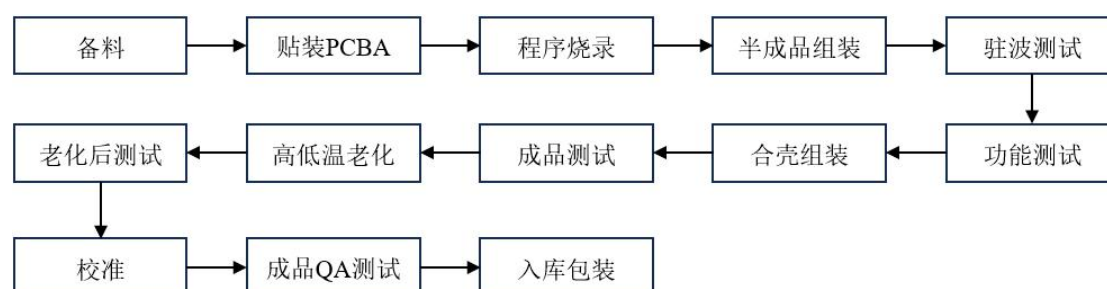 备料
贴装PCBA
程序烧录
半成品组装
驻波测试
功能测试
合壳组装
成品测试
高低温老化
老化后测试
校准
成品QA测试
入库包装